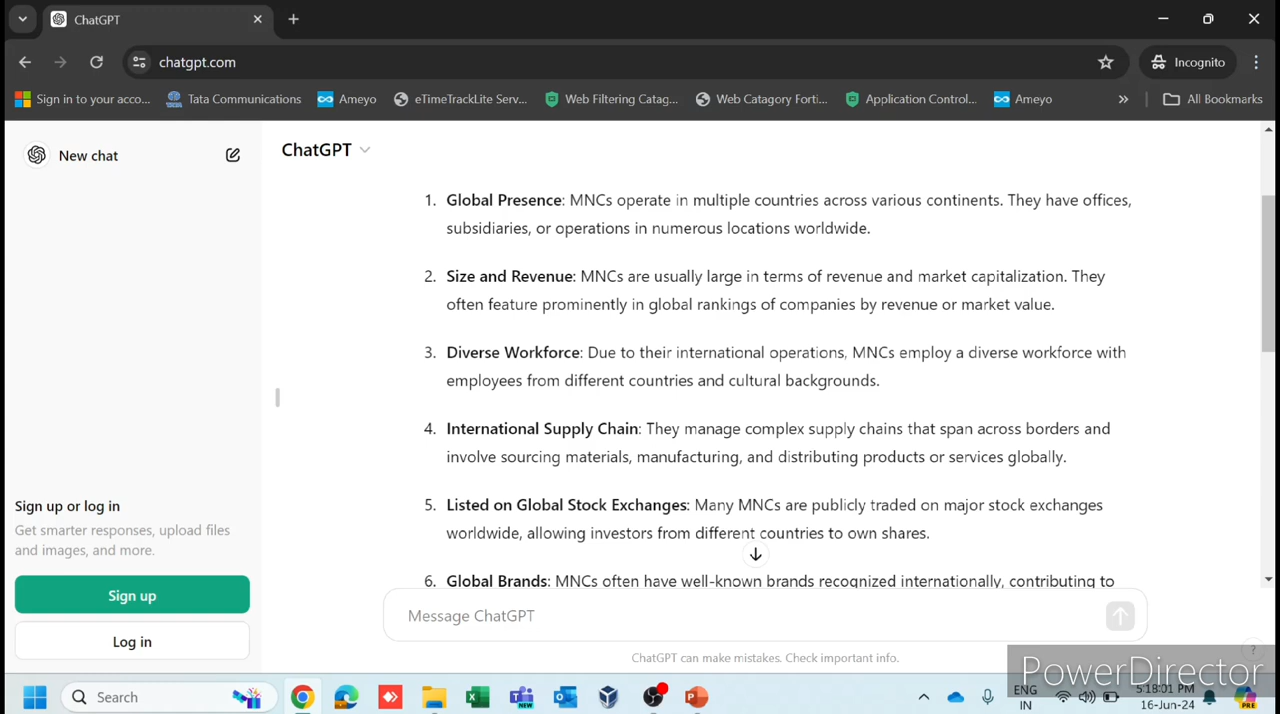 ChatGPT
chatgpt.com
Incognito
Sign in to your acco...
Tata Communications
Ameyo
eTimeTrackLite Serv...
Web Filtering Catag...
Web Catagory Forti...
Application Control...
Ameyo
All Bookmarks
New chat
ChatGPT
1. Global Presence: MNCs operate in multiple countries across various continents. They have offices,
subsidiaries, or operations in numerous locations worldwide.
2. Size and Revenue: MNCs are usually large in terms of revenue and market capitalization. They
often feature prominently in global rankings of companies by revenue or market value.
3. Diverse Workforce: Due to their international operations, MNCs employ a diverse workforce with
employees from different countries and cultural backgrounds.
4. International Supply Chain: They manage complex supply chains that span across borders and
involve sourcing materials, manufacturing, and distributing products or services globally.
5. Listed on Global Stock Exchanges: Many MNCs are publicly traded on major stock exchanges
worldwide, allowing investors from different countries to own shares.
6. Global Brands: MNCs often have well-known brands recognized internationally, contributing to
Sign up or log in
Get smarter responses, upload files
and images, and more.
Sign up
Log in
Message ChatGPT
ChatGPT can make mistakes. Check important info.
?
PowerDirector
Search
NEW
ENG
IN
5:18:01 PM
16-Jun-24
PRE